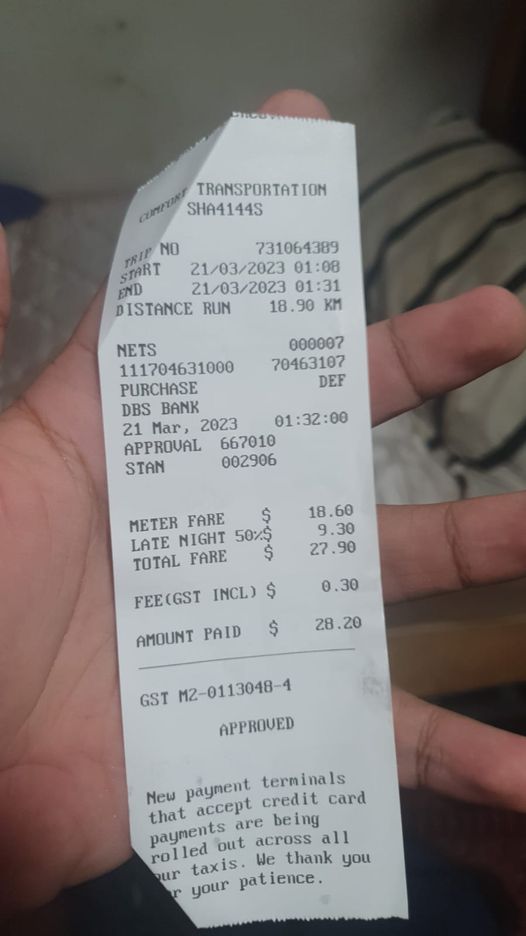 COMFORT TRANSPORTATION
SHA4144S
TRIP NO 731064389
START 21/03/2023 01:08
END 21/03/2023 01:31
DISTANCE RUN 18.90 KM
NETS 000007
111704631000 70463107
PURCHASE DEF
DBS BANK
21 Mar, 2023 01:32:00
APPROVAL 667010
STAN 002906
METER FARE $ 18.60
LATE NIGHT 50%$ 9.30
TOTAL FARE $ 27.90
FEE(GST INCL) $ 0.30
AMOUNT PAID $ 28.20
GST M2-0113048-4
APPROVED
New payment terminals
that accept credit card
payments are being
rolled out across all
ur taxis. We thank you
r your patience.